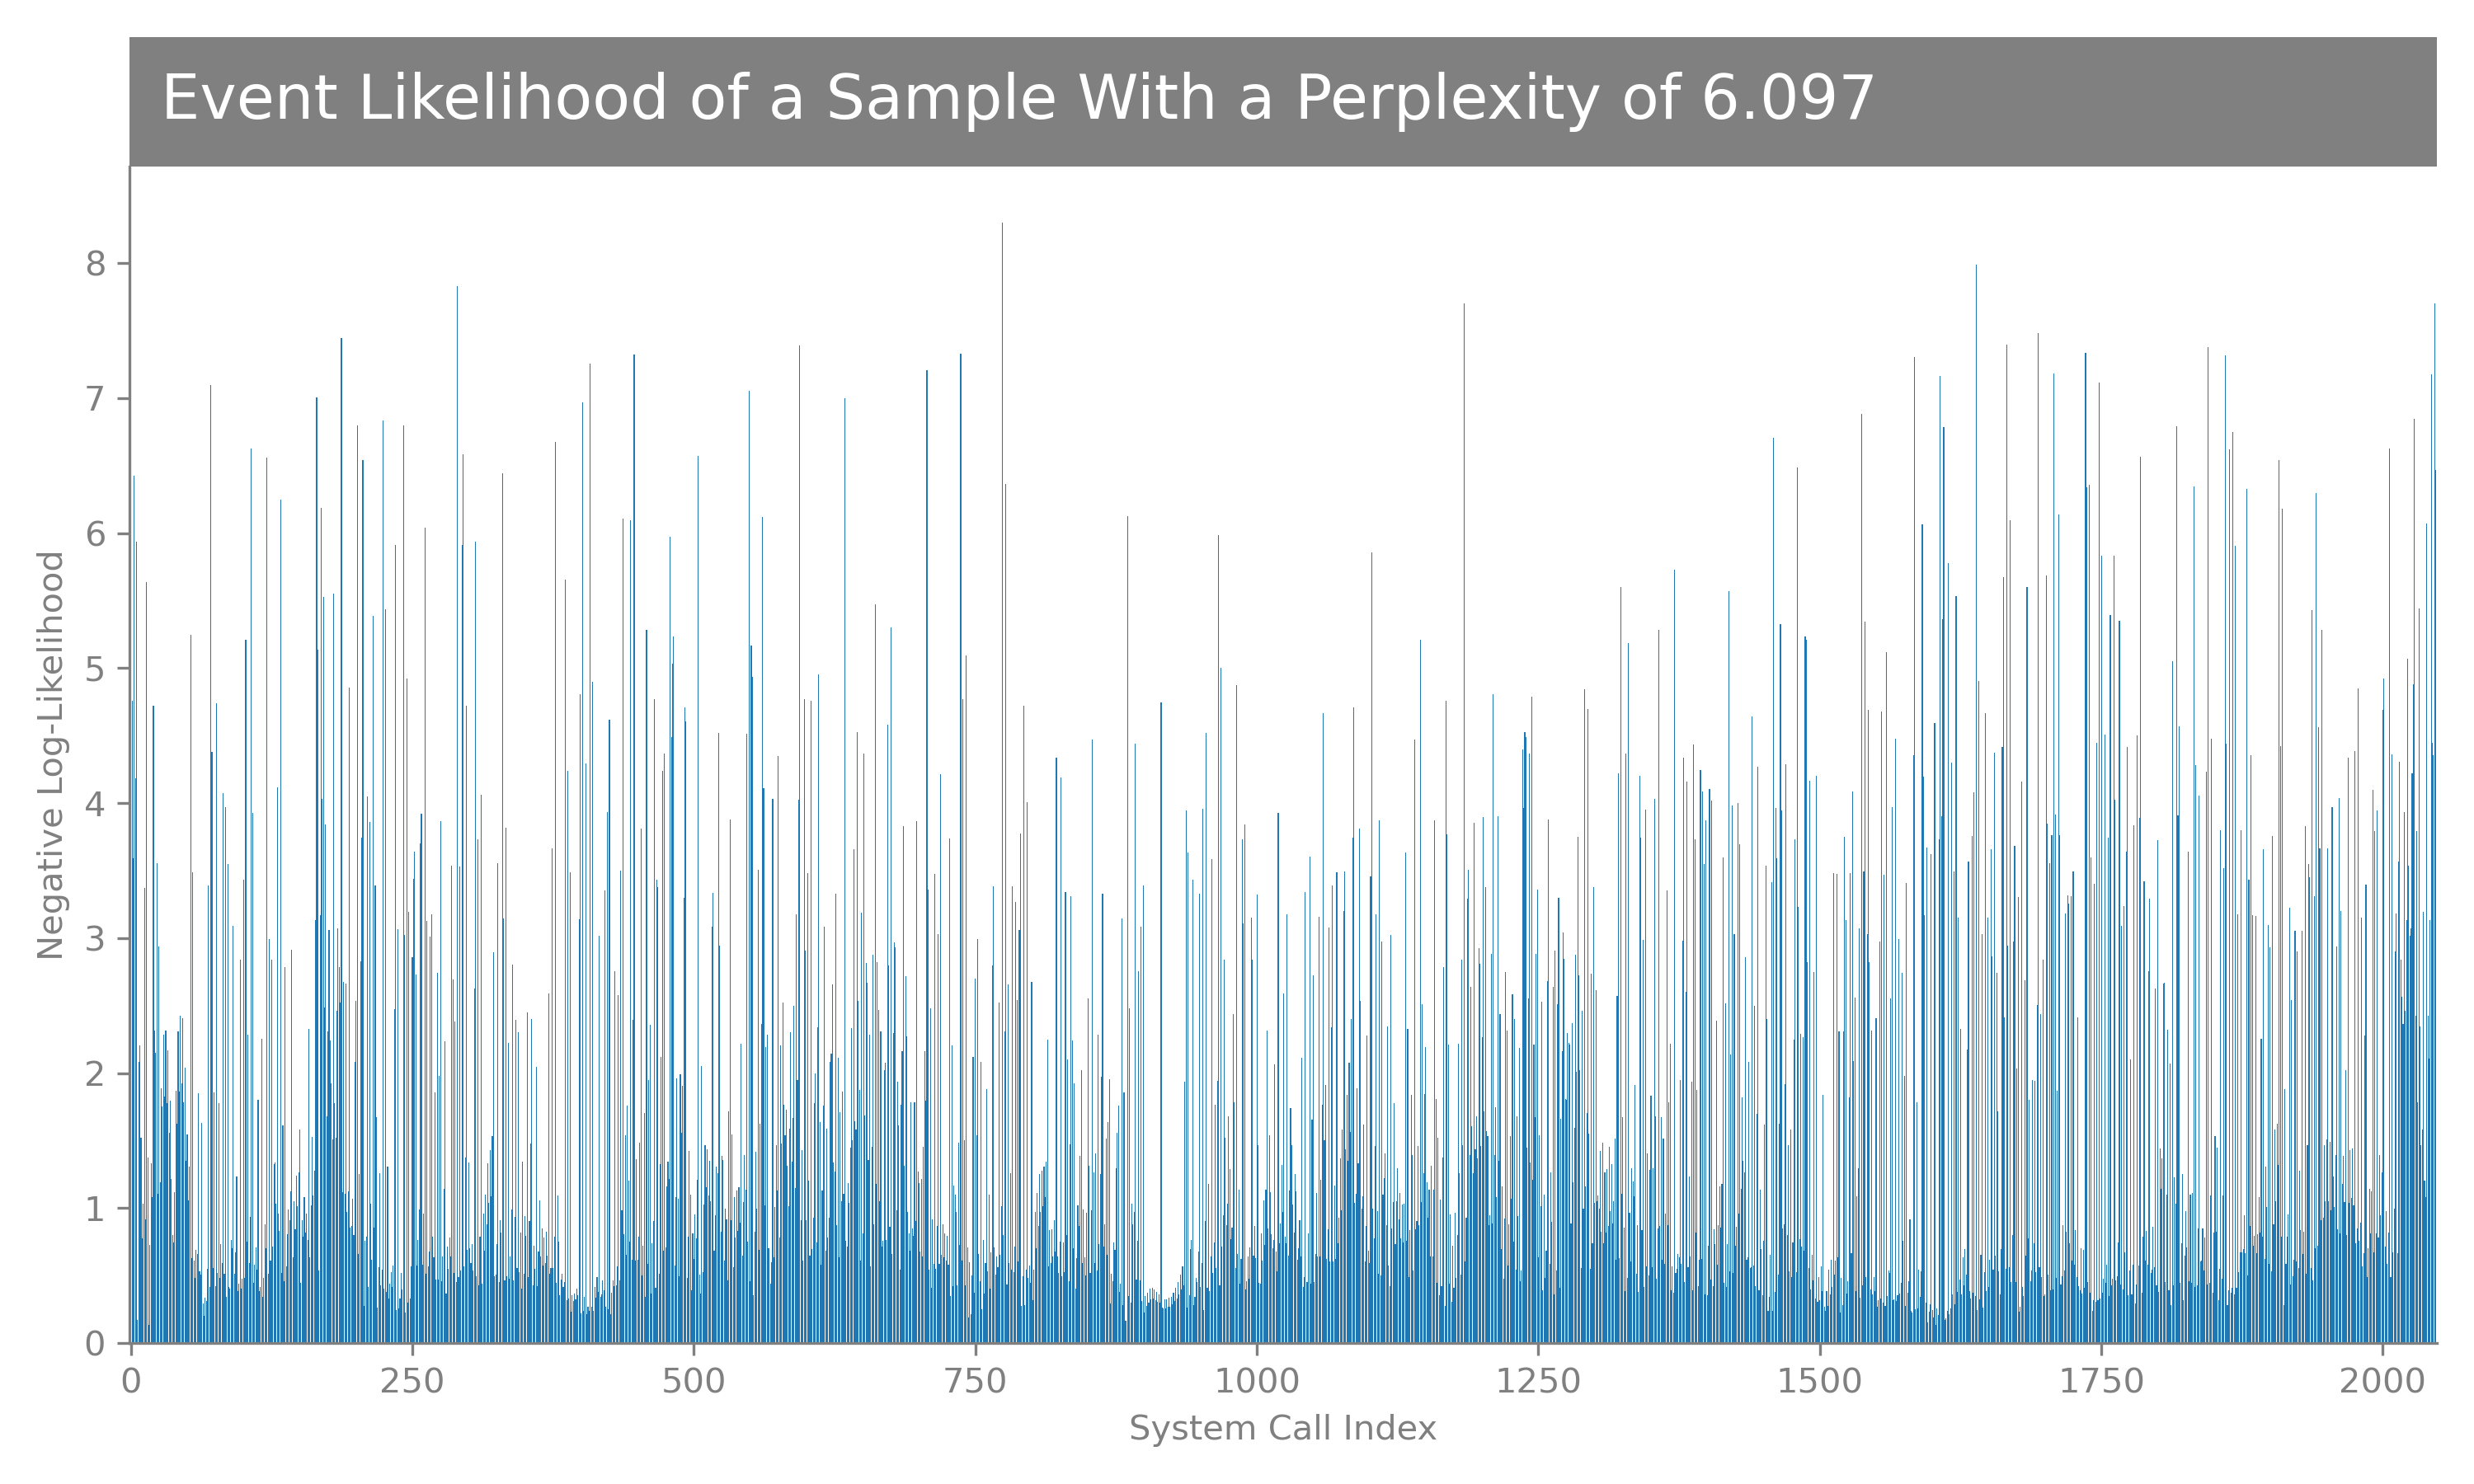 Event Likelihood of a Sample With a Perplexity of 6.097
8
7
6
5
4
3
2
1
0
Negative Log-Likelihood
0 250 500 750 1000 1250 1500 1750 2000
System Call Index